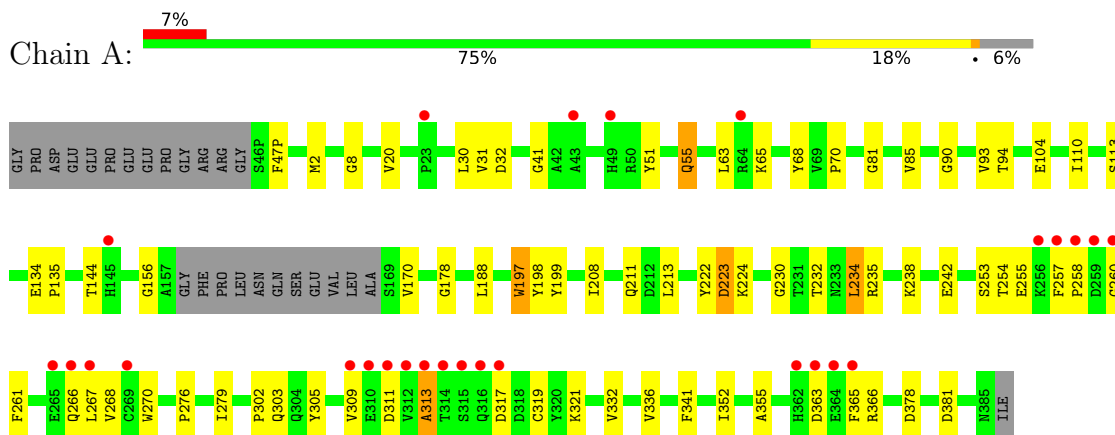 7%
Chain A:
75% 18% • 6%
GLY PRO ASP GLU GLU PRO GLU GLU PRO GLY ARG ARG GLY S46P F47P M2 G8 V20 P23 L30 V31 D32 G41 A42 A43 H49 R50 Y51 Q55 L63 R64 K65 Y68 V69 P70 G81 V85 G90 V93 T94 E104 I110 S113
E134 P135 T144 H145 G156 A157 GLY PHE PRO LEU ASN GLN SER GLU VAL LEU ALA S169 V170 G178 L188 W197 Y198 Y199 I208 Q211 D212 L213 Y222 D223 K224 G230 T231 T232 N233 L234 R235 K238 E242 S253 T254 E255 K256 F257 P258 D259 G260
F261 E265 Q266 L267 V268 C269 W270 P276 I279 P302 Q303 Q304 Y305 V309 E310 D311 V312 A313 T314 S315 Q316 D317 D318 C319 Y320 K321 V332 V336 F341 I352 A355 H362 D363 E364 F365 R366 D378 D381 N385 ILE